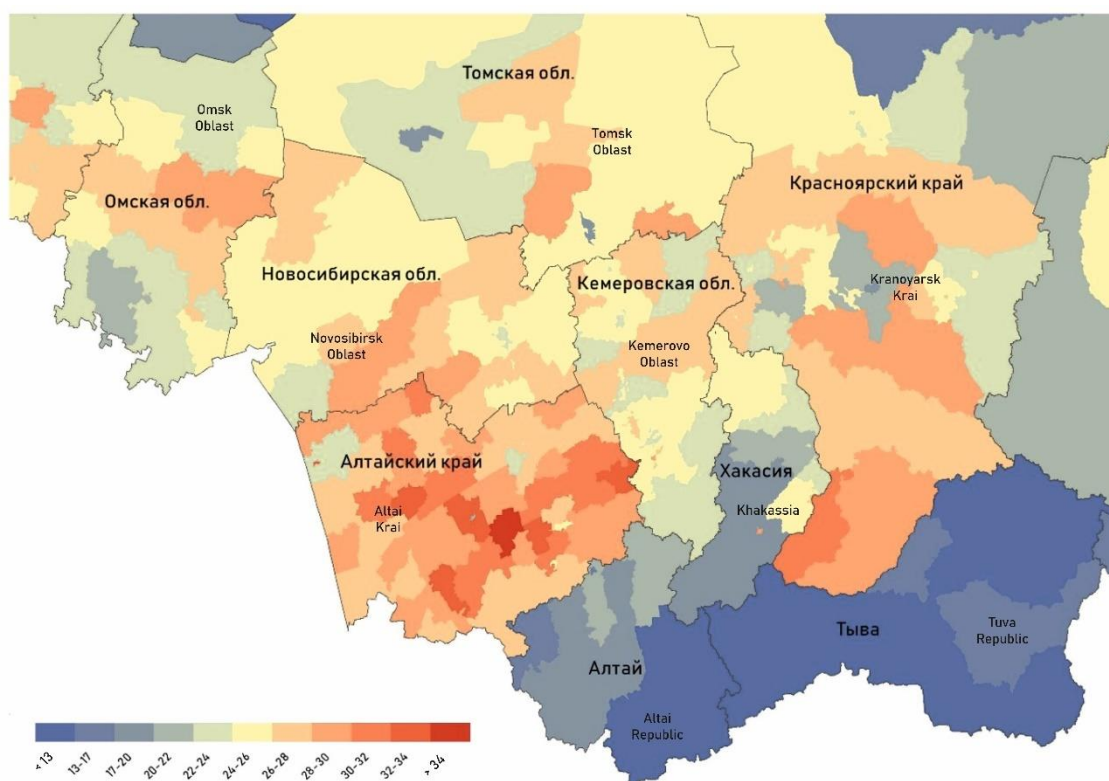 Томская обл.
Omsk
Oblast
Tomsk
Oblast
Красноярский край
Омская обл.
Новосибирская обл.
Кемеровская обл.
Kranoyarsk
Krai
Novosibirsk
Oblast
Kemerovo
Oblast
Алтайский край
Хакасия
Altai
Krai
Khakassia
Тыва
Tuva
Republic
Алтай
Altai
Republic
< 13
13-17
17-20
20-22
22-24
24-26
26-28
28-30
30-32
32-34
> 34